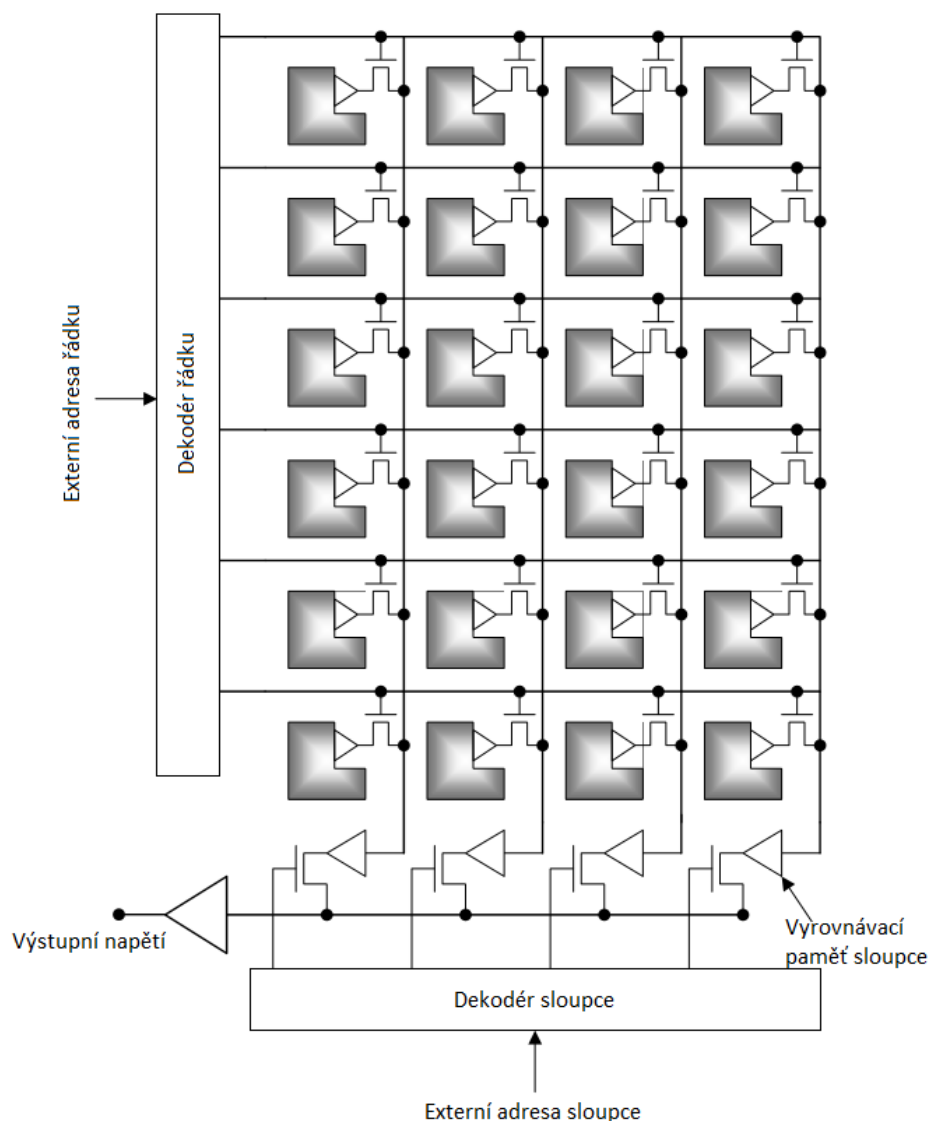 Externí adresa řádku
Dekodér řádku
Výstupní napětí
Vyrovnávací
paměť sloupce
Dekodér sloupce
Externí adresa sloupce